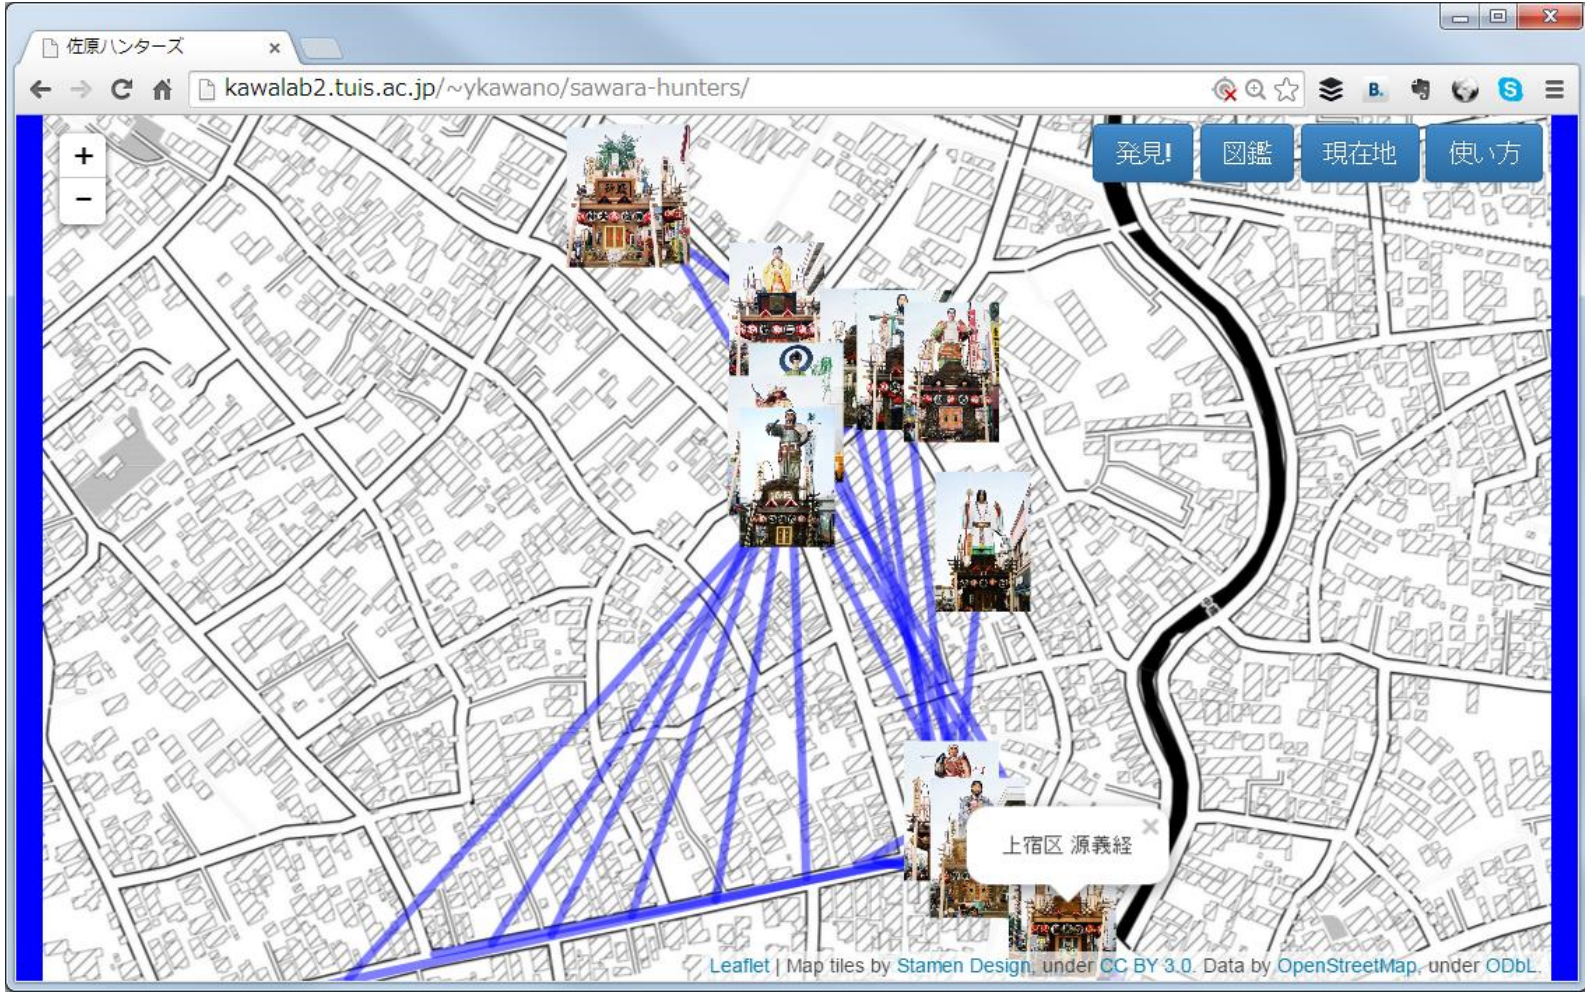 佐原ハンターズ
kawalab2.tuis.ac.jp/~ykawano/sawara-hunters/
B.
S
+
−
発見! 図鑑 現在地 使い方
上宿区 源義経
Leaflet | Map tiles by Stamen Design, under CC BY 3.0. Data by OpenStreetMap, under ODbL.